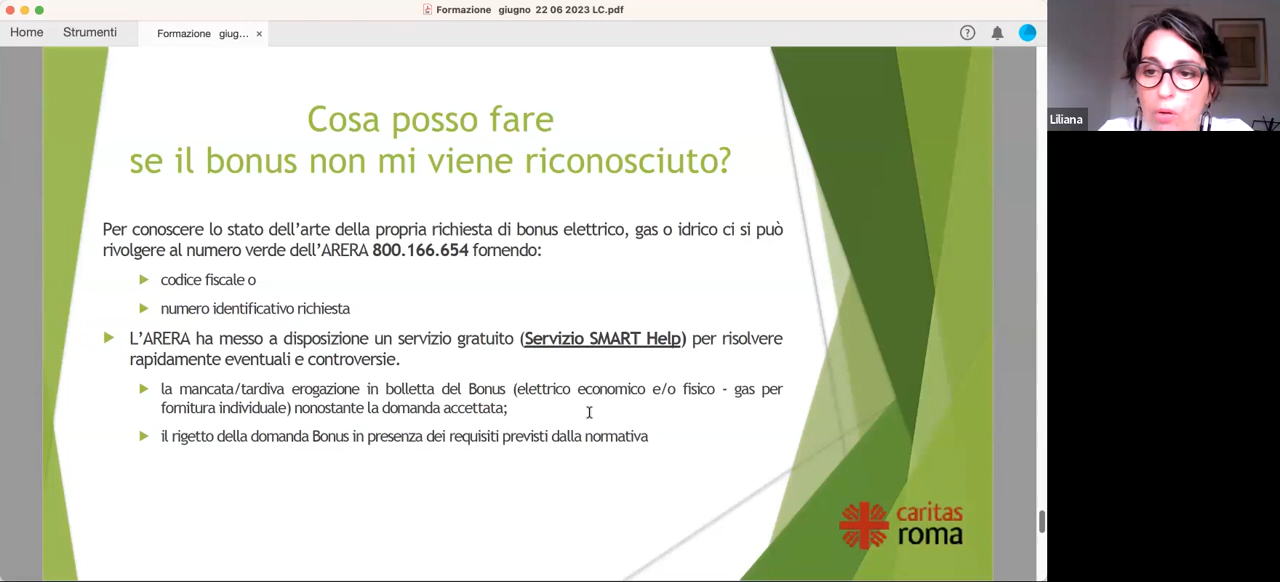 Formazione giugno 22 06 2023 LC.pdf
Home
Strumenti
Formazione giug... ×
Cosa posso fare
se il bonus non mi viene riconosciuto?
Per conoscere lo stato dell'arte della propria richiesta di bonus elettrico, gas o idrico ci si può
rivolgere al numero verde dell'ARERA 800.166.654 fornendo:
codice fiscale o
numero identificativo richiesta
L'ARERA ha messo a disposizione un servizio gratuito (Servizio SMART Help) per risolvere
rapidamente eventuali e controversie.
la mancata/tardiva erogazione in bolletta del Bonus (elettrico economico e/o fisico - gas per
fornitura individuale) nonostante la domanda accettata;
il rigetto della domanda Bonus in presenza dei requisiti previsti dalla normativa
caritas
roma
Liliana